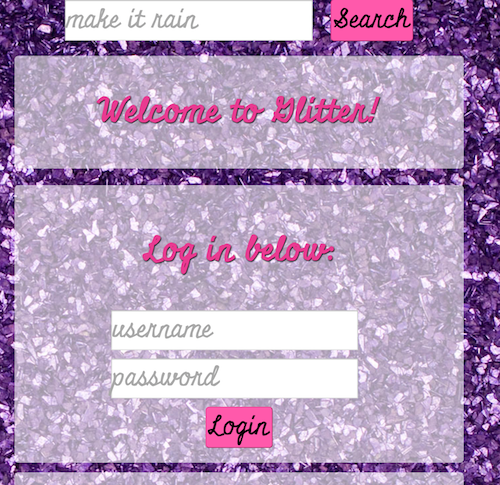 make it rain Search
Welcome to Glitter!
Log in below:
username
password
Login